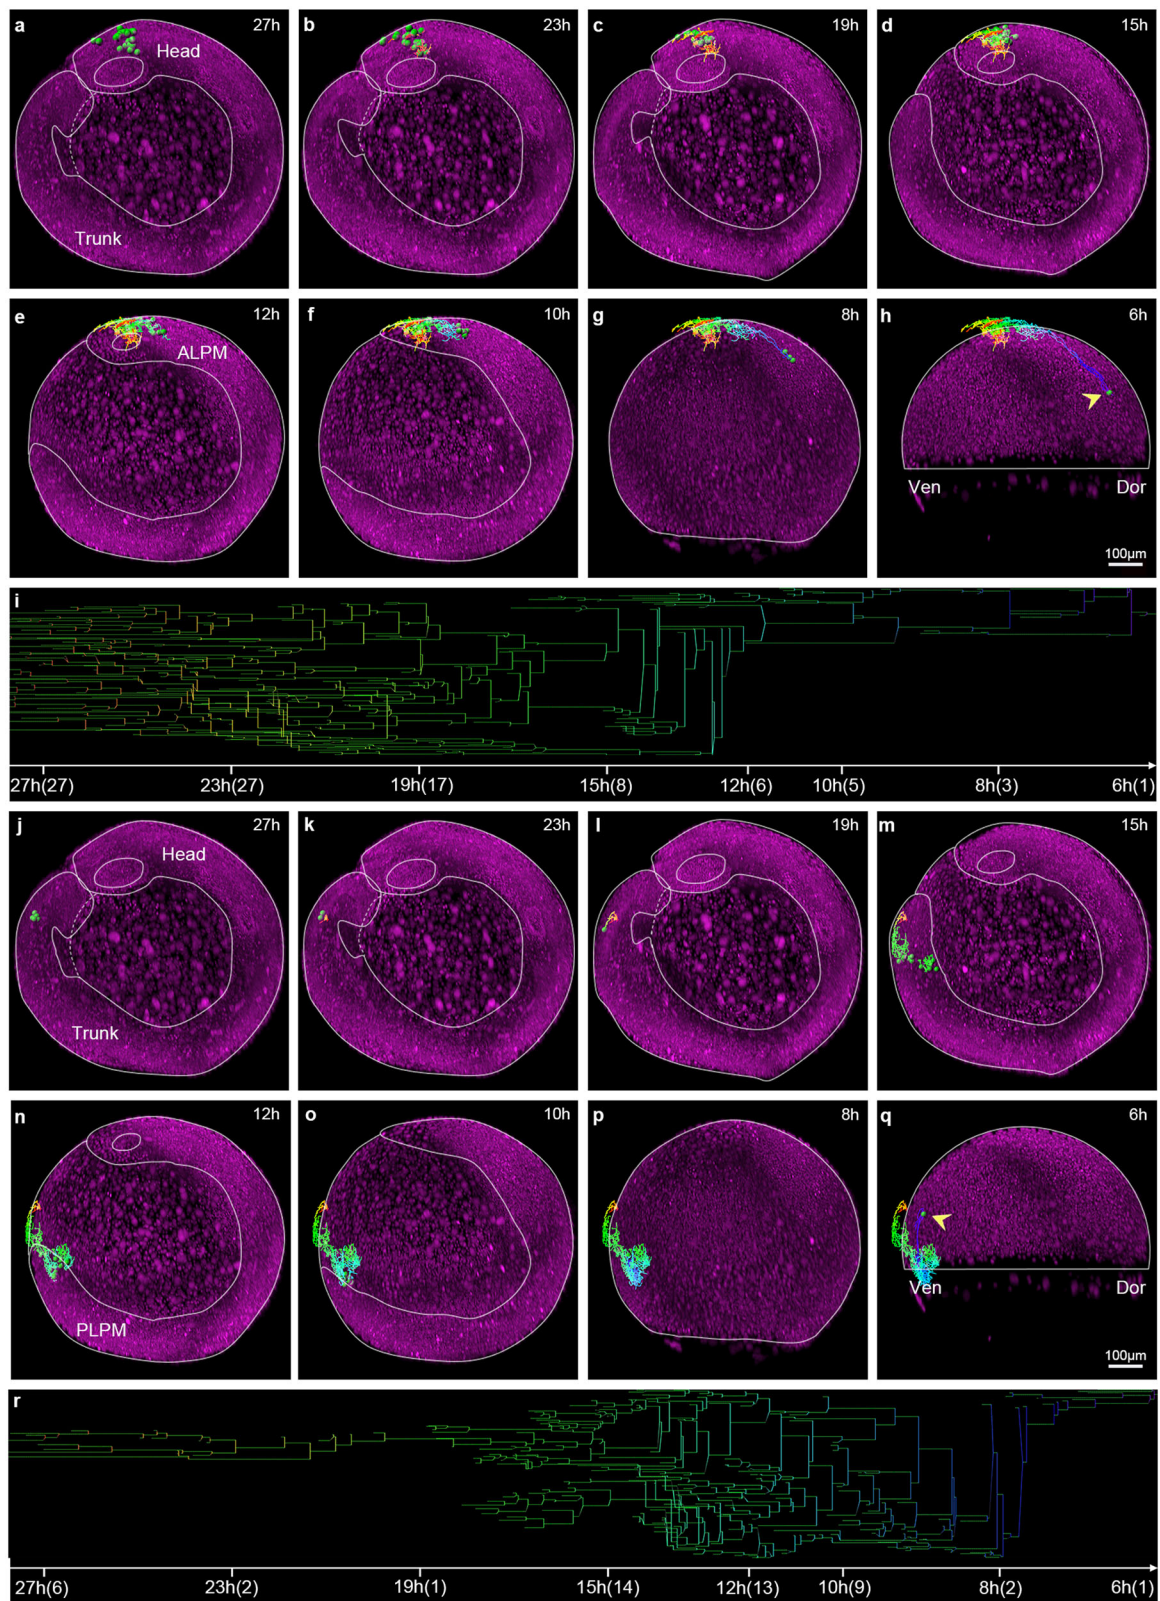 a 27h
Head
Trunk
b 23h
c 19h
d 15h
e 12h
ALPM
f 10h
g 8h
h 6h
Ven Dor
100μm
i
27h(27) 23h(27) 19h(17) 15h(8) 12h(6) 10h(5) 8h(3) 6h(1)
j 27h
Head
Trunk
k 23h
l 19h
m 15h
n 12h
PLPM
o 10h
p 8h
q 6h
Ven Dor
100μm
r
27h(6) 23h(2) 19h(1) 15h(14) 12h(13) 10h(9) 8h(2) 6h(1)